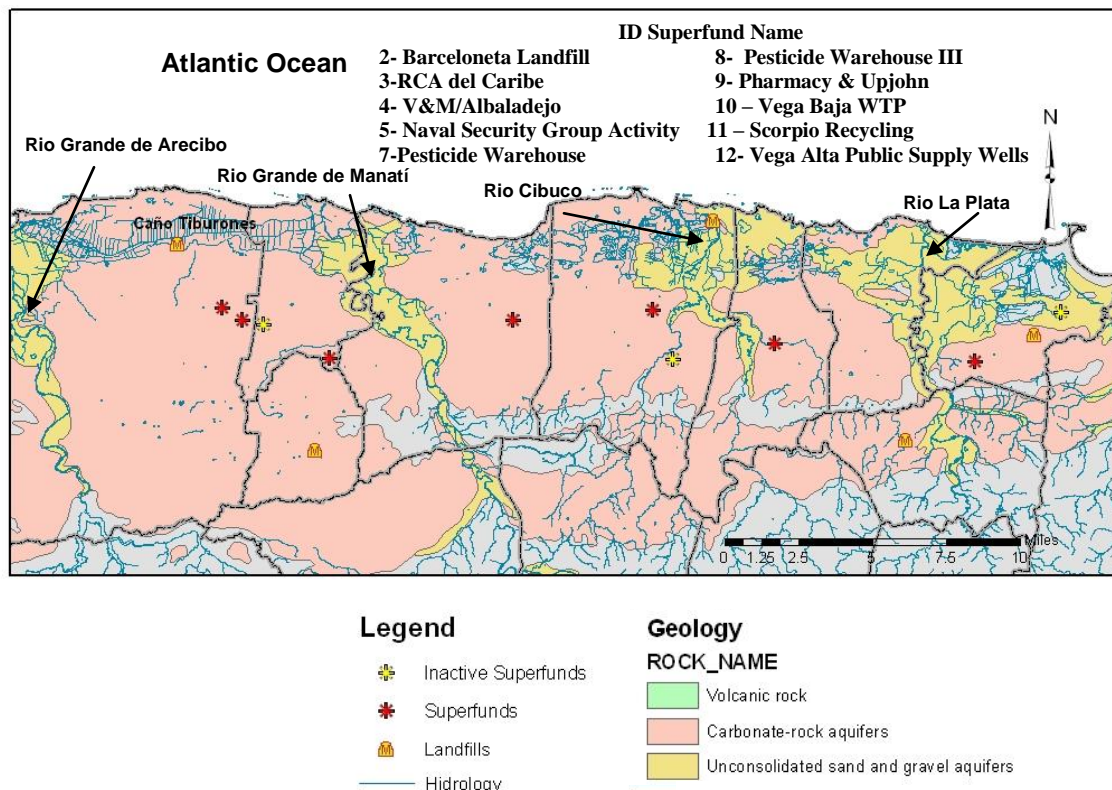 ID Superfund Name
Atlantic Ocean
2- Barceloneta Landfill
3-RCA del Caribe
4- V&M/Albaladejo
5- Naval Security Group Activity
7-Pesticide Warehouse
8- Pesticide Warehouse III
9- Pharmacy & Upjohn
10 – Vega Baja WTP
11 – Scorpio Recycling
12- Vega Alta Public Supply Wells
N
Rio Grande de Arecibo
Rio Grande de Manatí
Rio Cibuco
Rio La Plata
Caño Tiburones
Miles
0 1.25 2.5 5 7.5 10
Legend
Inactive Superfunds
Superfunds
Landfills
Hidrology
Geology
ROCK_NAME
Volcanic rock
Carbonate-rock aquifers
Unconsolidated sand and gravel aquifers